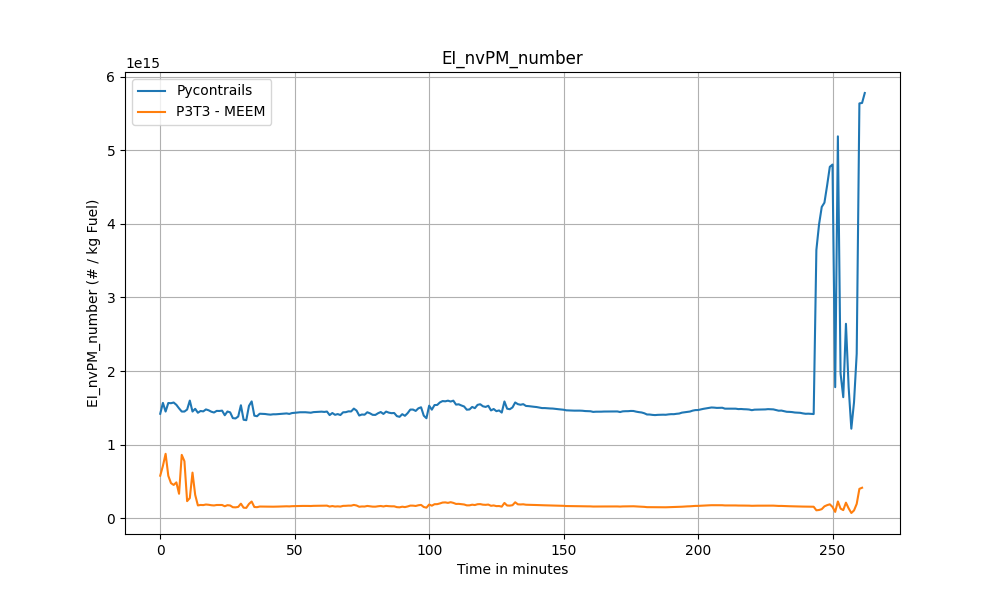 EI_nvPM_number
1e15
Pycontrails
P3T3 - MEEM
EI_nvPM_number (# / kg Fuel)
6
5
4
3
2
1
0
0
50
100
150
200
250
Time in minutes